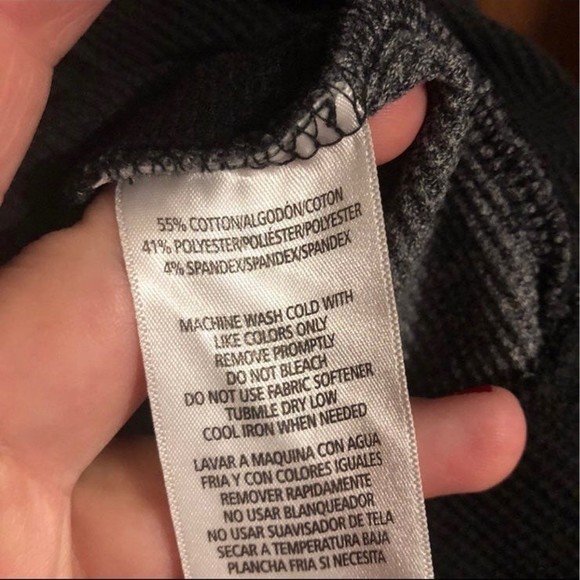 55% COTTON/ALGODÓN/COTON
41% POLYESTER/POLIÉSTER/POLYESTER
4% SPANDEX/SPANDEX/SPANDEX
MACHINE WASH COLD WITH
LIKE COLORS ONLY
REMOVE PROMPTLY
DO NOT BLEACH
DO NOT USE FABRIC SOFTENER
TUBMLE DRY LOW
COOL IRON WHEN NEEDED
LAVAR A MAQUINA CON AGUA
FRIA Y CON COLORES IGUALES
REMOVER RAPIDAMENTE
NO USAR BLANQUEADOR
NO USAR SUAVISADOR DE TELA
SECAR A TEMPERATURA BAJA
PLANCHA FRIA SI NECESITA